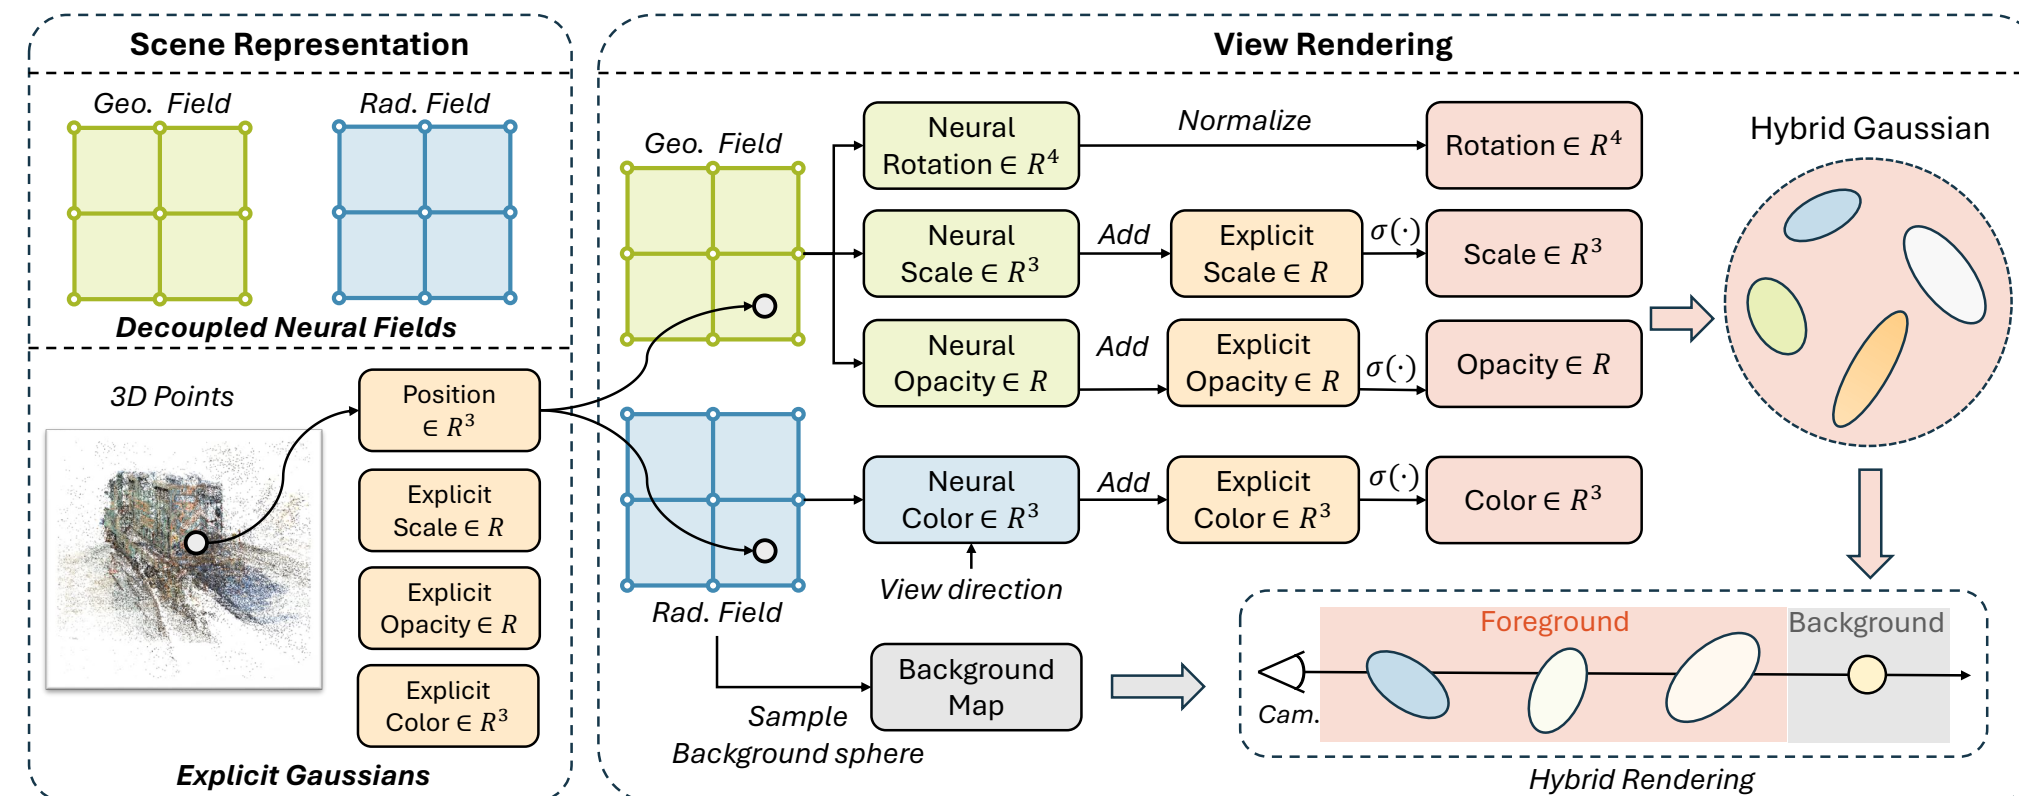 Scene Representation
Geo. Field
Rad. Field
Decoupled Neural Fields
3D Points
Position
∈ R³
Explicit
Scale ∈ R
Explicit
Opacity ∈ R
Explicit
Color ∈ R³
Explicit Gaussians
View Rendering
Geo. Field
Neural
Rotation ∈ R⁴
Normalize
Rotation ∈ R⁴
Neural
Scale ∈ R³
Add
Explicit
Scale ∈ R
σ(·)
Scale ∈ R³
Neural
Opacity ∈ R
Add
Explicit
Opacity ∈ R
σ(·)
Opacity ∈ R
Neural
Color ∈ R³
Add
Explicit
Color ∈ R³
σ(·)
Color ∈ R³
View direction
Rad. Field
Sample
Background sphere
Background
Map
Hybrid Gaussian
Foreground
Background
Cam.
Hybrid Rendering